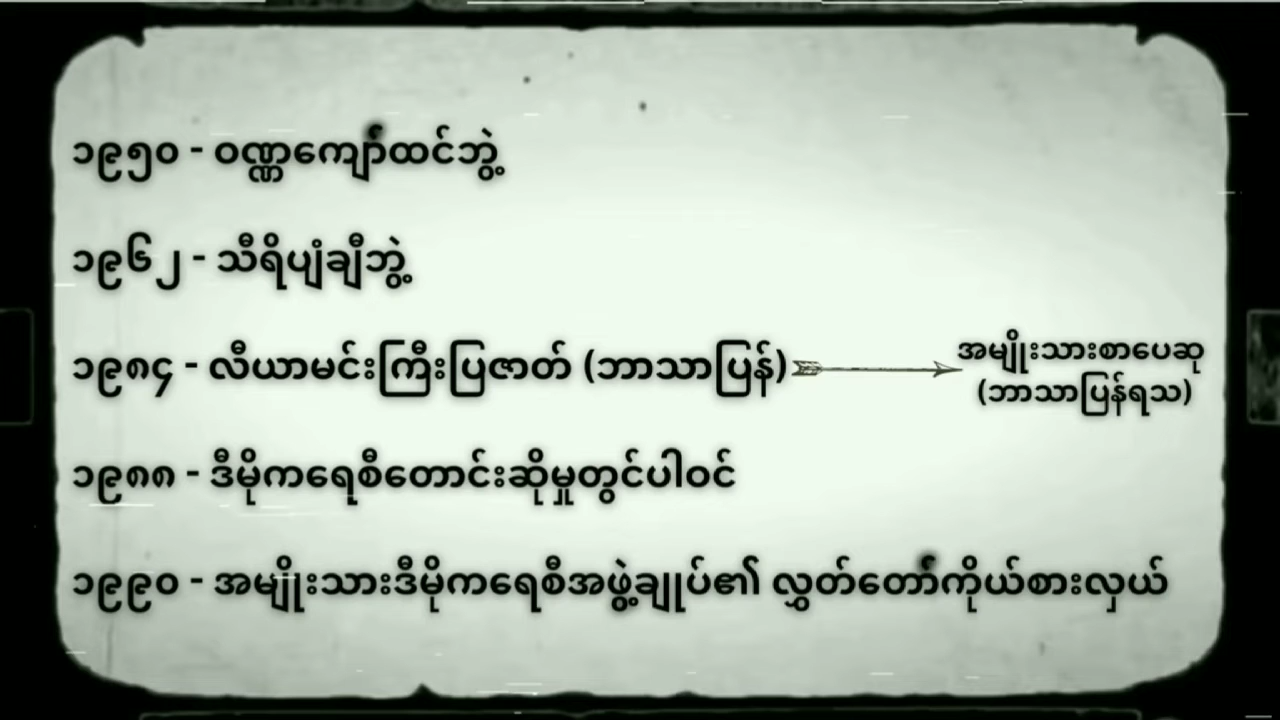 ၁၉၅၀ - ဝဏ္ဏကျော်ထင်ဘွဲ့
၁၉၆၂ - သီရိပျံချီဘွဲ့
၁၉၈၄ - လီယာမင်းကြီးပြဇာတ် (ဘာသာပြန်)
အမျိုးသားစာပေဆု
(ဘာသာပြန်ရသ)
၁၉၈၈ - ဒီမိုကရေစီတောင်းဆိုမှုတွင်ပါဝင်
၁၉၉၀ - အမျိုးသားဒီမိုကရေစီအဖွဲ့ချုပ်၏ လွှတ်တော်ကိုယ်စားလှယ်